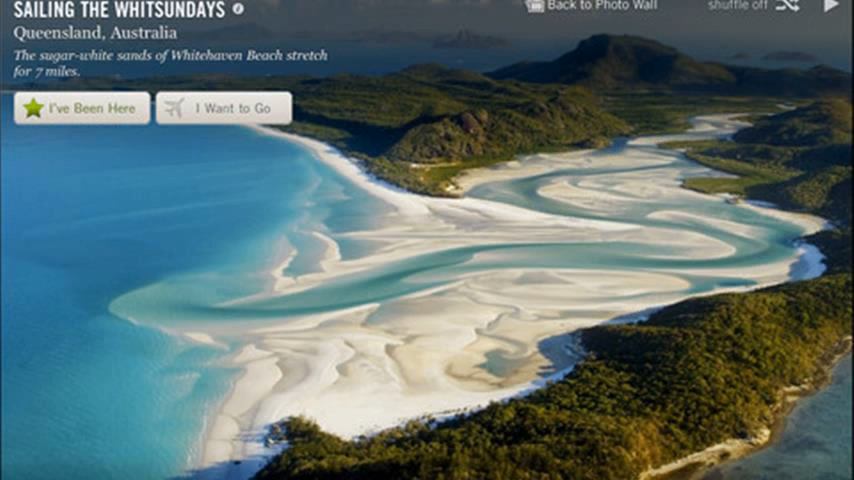 SAILING THE WHITSUNDAYS
Back to Photo Wall
shuffle off
Queensland, Australia
The sugar-white sands of Whitehaven Beach stretch
for 7 miles.
I've Been Here
I Want to Go